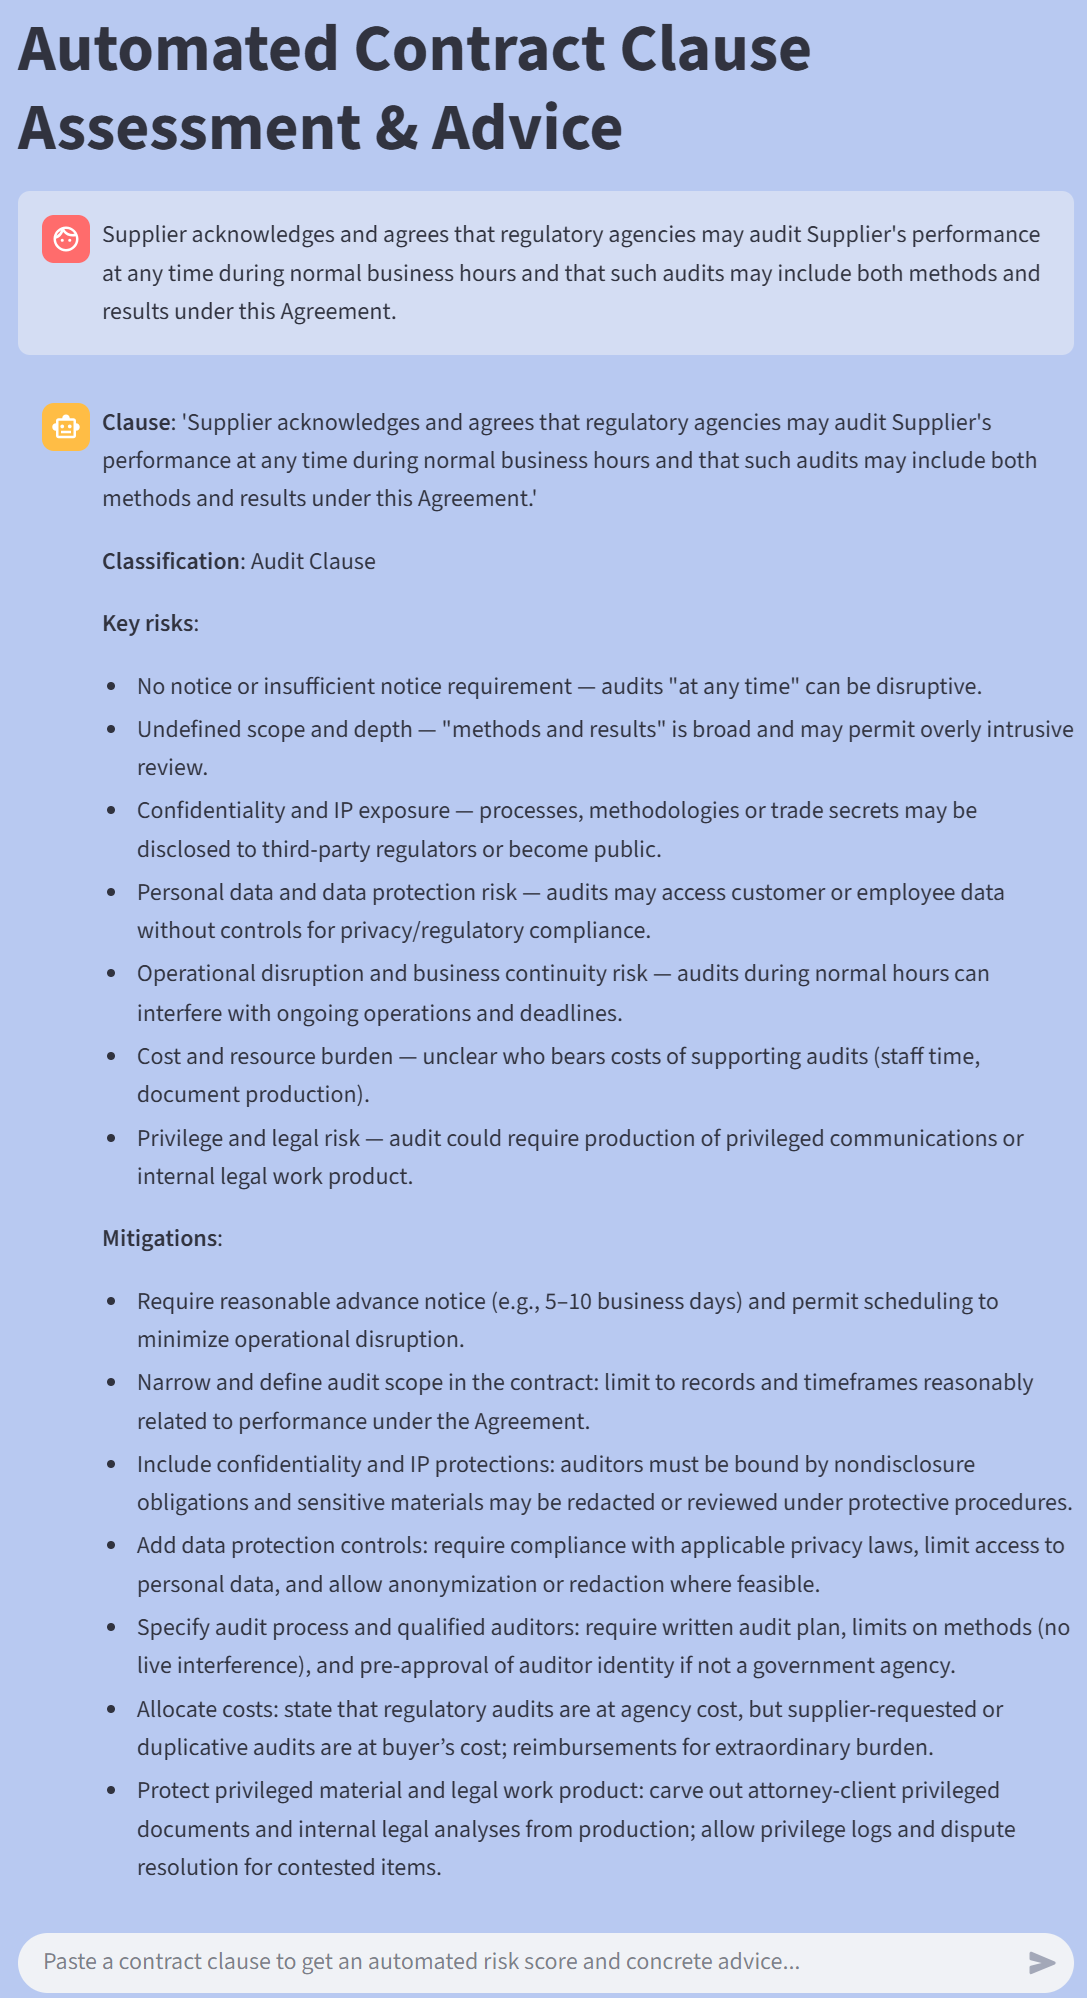 Automated Contract Clause
Assessment & Advice
Supplier acknowledges and agrees that regulatory agencies may audit Supplier's performance
at any time during normal business hours and that such audits may include both methods and
results under this Agreement.
Clause: 'Supplier acknowledges and agrees that regulatory agencies may audit Supplier's
performance at any time during normal business hours and that such audits may include both
methods and results under this Agreement.'
Classification: Audit Clause
Key risks:
• No notice or insufficient notice requirement — audits "at any time" can be disruptive.
• Undefined scope and depth — "methods and results" is broad and may permit overly intrusive
review.
• Confidentiality and IP exposure — processes, methodologies or trade secrets may be
disclosed to third-party regulators or become public.
• Personal data and data protection risk — audits may access customer or employee data
without controls for privacy/regulatory compliance.
• Operational disruption and business continuity risk — audits during normal hours can
interfere with ongoing operations and deadlines.
• Cost and resource burden — unclear who bears costs of supporting audits (staff time,
document production).
• Privilege and legal risk — audit could require production of privileged communications or
internal legal work product.
Mitigations:
• Require reasonable advance notice (e.g., 5–10 business days) and permit scheduling to
minimize operational disruption.
• Narrow and define audit scope in the contract: limit to records and timeframes reasonably
related to performance under the Agreement.
• Include confidentiality and IP protections: auditors must be bound by nondisclosure
obligations and sensitive materials may be redacted or reviewed under protective procedures.
• Add data protection controls: require compliance with applicable privacy laws, limit access to
personal data, and allow anonymization or redaction where feasible.
• Specify audit process and qualified auditors: require written audit plan, limits on methods (no
live interference), and pre-approval of auditor identity if not a government agency.
• Allocate costs: state that regulatory audits are at agency cost, but supplier-requested or
duplicative audits are at buyer’s cost; reimbursements for extraordinary burden.
• Protect privileged material and legal work product: carve out attorney-client privileged
documents and internal legal analyses from production; allow privilege logs and dispute
resolution for contested items.
Paste a contract clause to get an automated risk score and concrete advice...